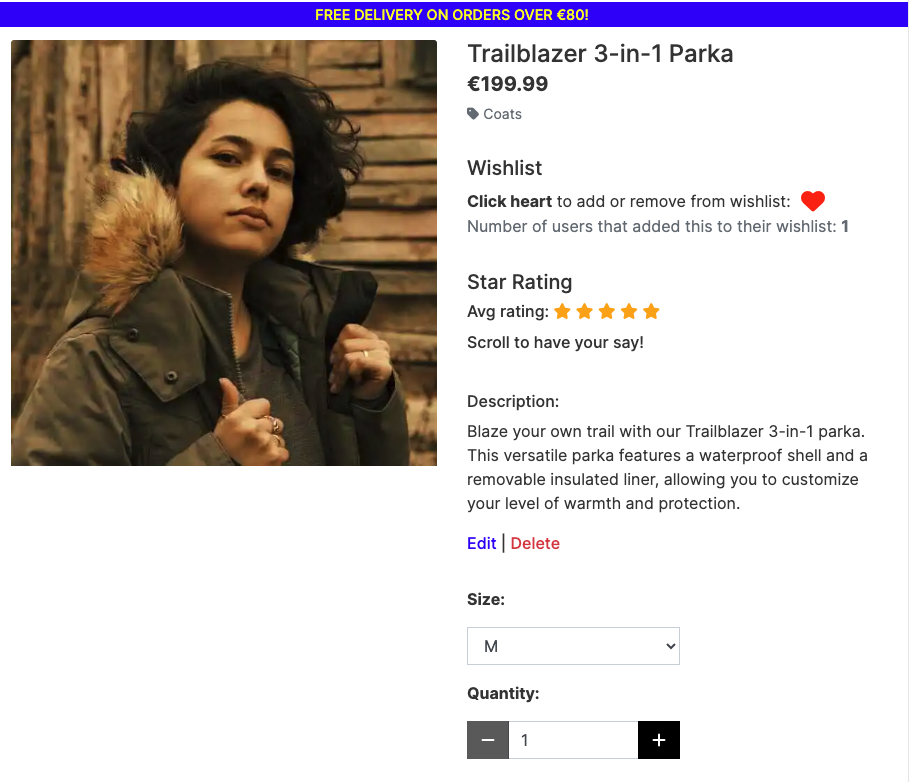 FREE DELIVERY ON ORDERS OVER €80!
Trailblazer 3-in-1 Parka
€199.99
Coats
Wishlist
Click heart to add or remove from wishlist:
Number of users that added this to their wishlist: 1
Star Rating
Avg rating:
Scroll to have your say!
Description:
Blaze your own trail with our Trailblazer 3-in-1 parka.
This versatile parka features a waterproof shell and a
removable insulated liner, allowing you to customize
your level of warmth and protection.
Edit | Delete
Size:
M
Quantity:
1